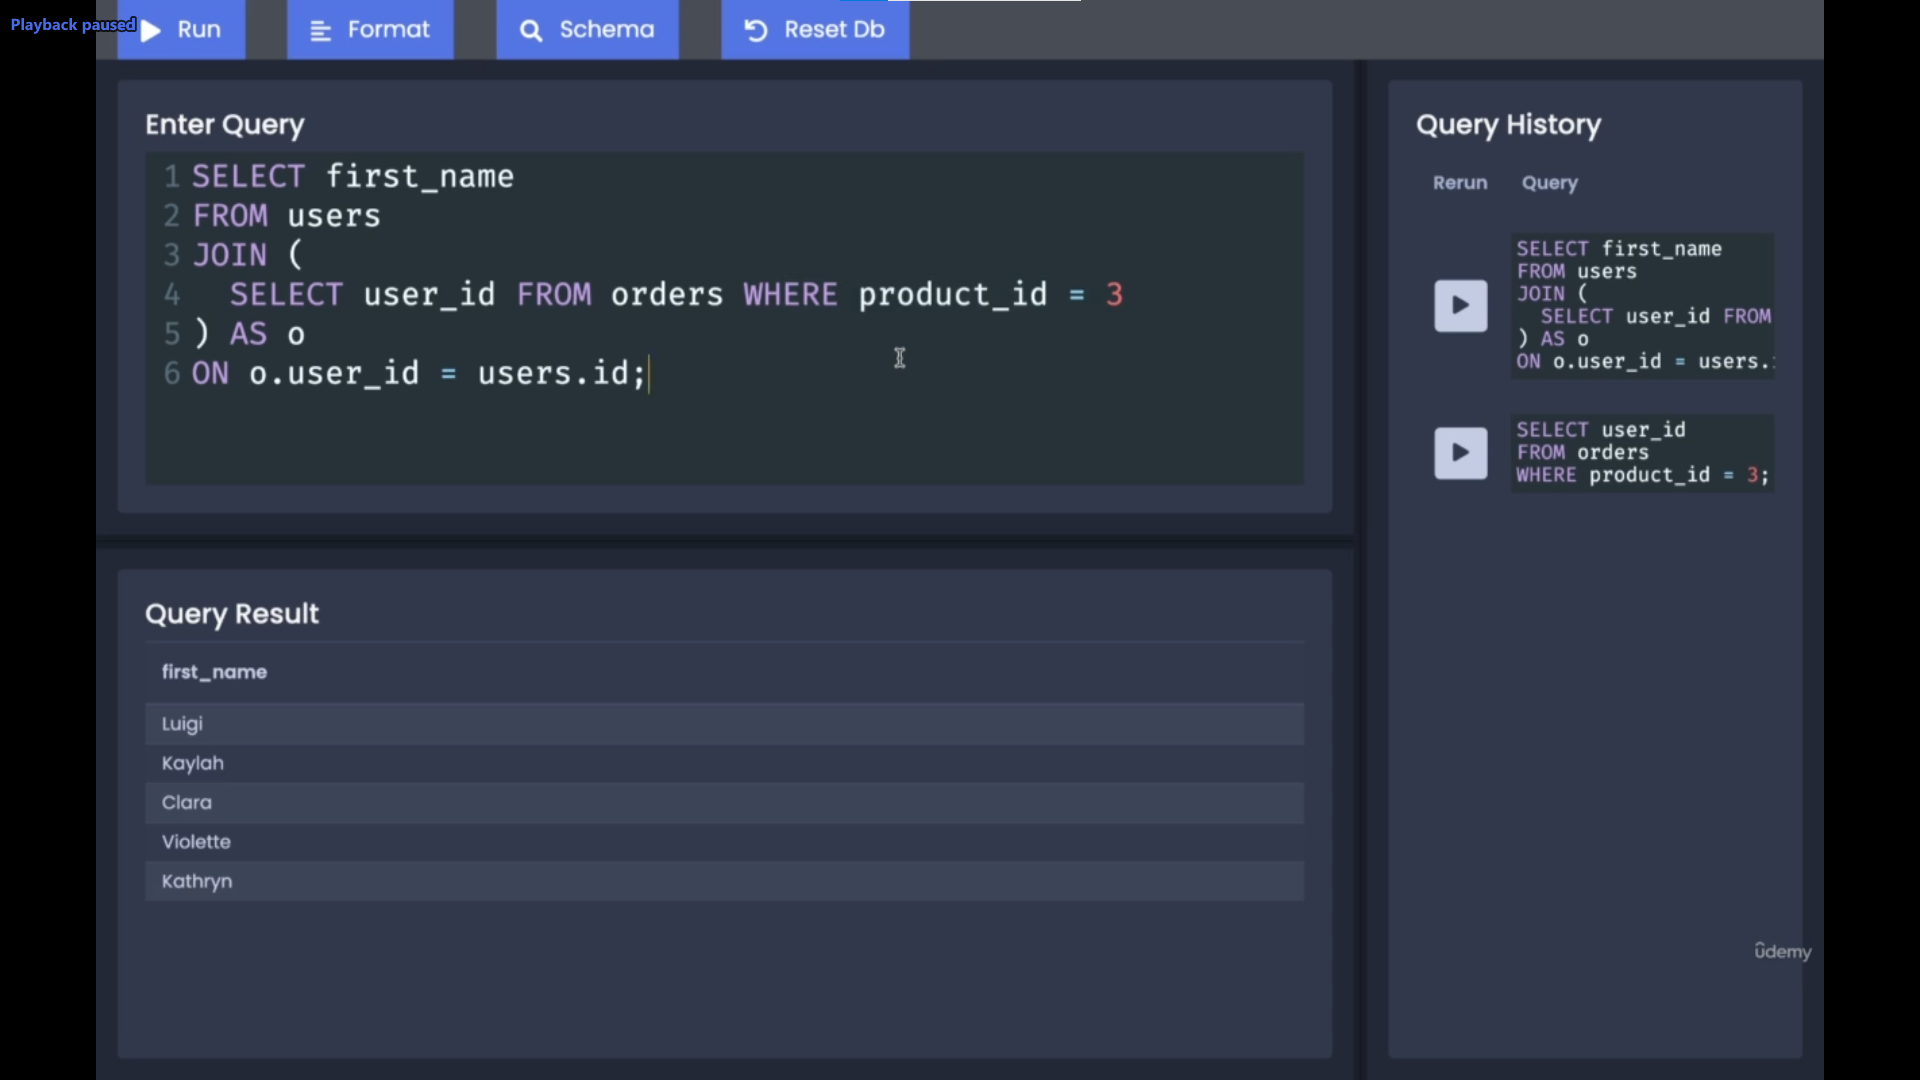 Playback paused
Run
Format
Schema
Reset Db
Enter Query
1 SELECT first_name
2 FROM users
3 JOIN (
4 SELECT user_id FROM orders WHERE product_id = 3
5 ) AS o
6 ON o.user_id = users.id;
Query Result
first_name
Luigi
Kaylah
Clara
Violette
Kathryn
Query History
Rerun Query
SELECT first_name
FROM users
JOIN (
SELECT user_id FROM
) AS o
ON o.user_id = users.
SELECT user_id
FROM orders
WHERE product_id = 3;
ûdemy